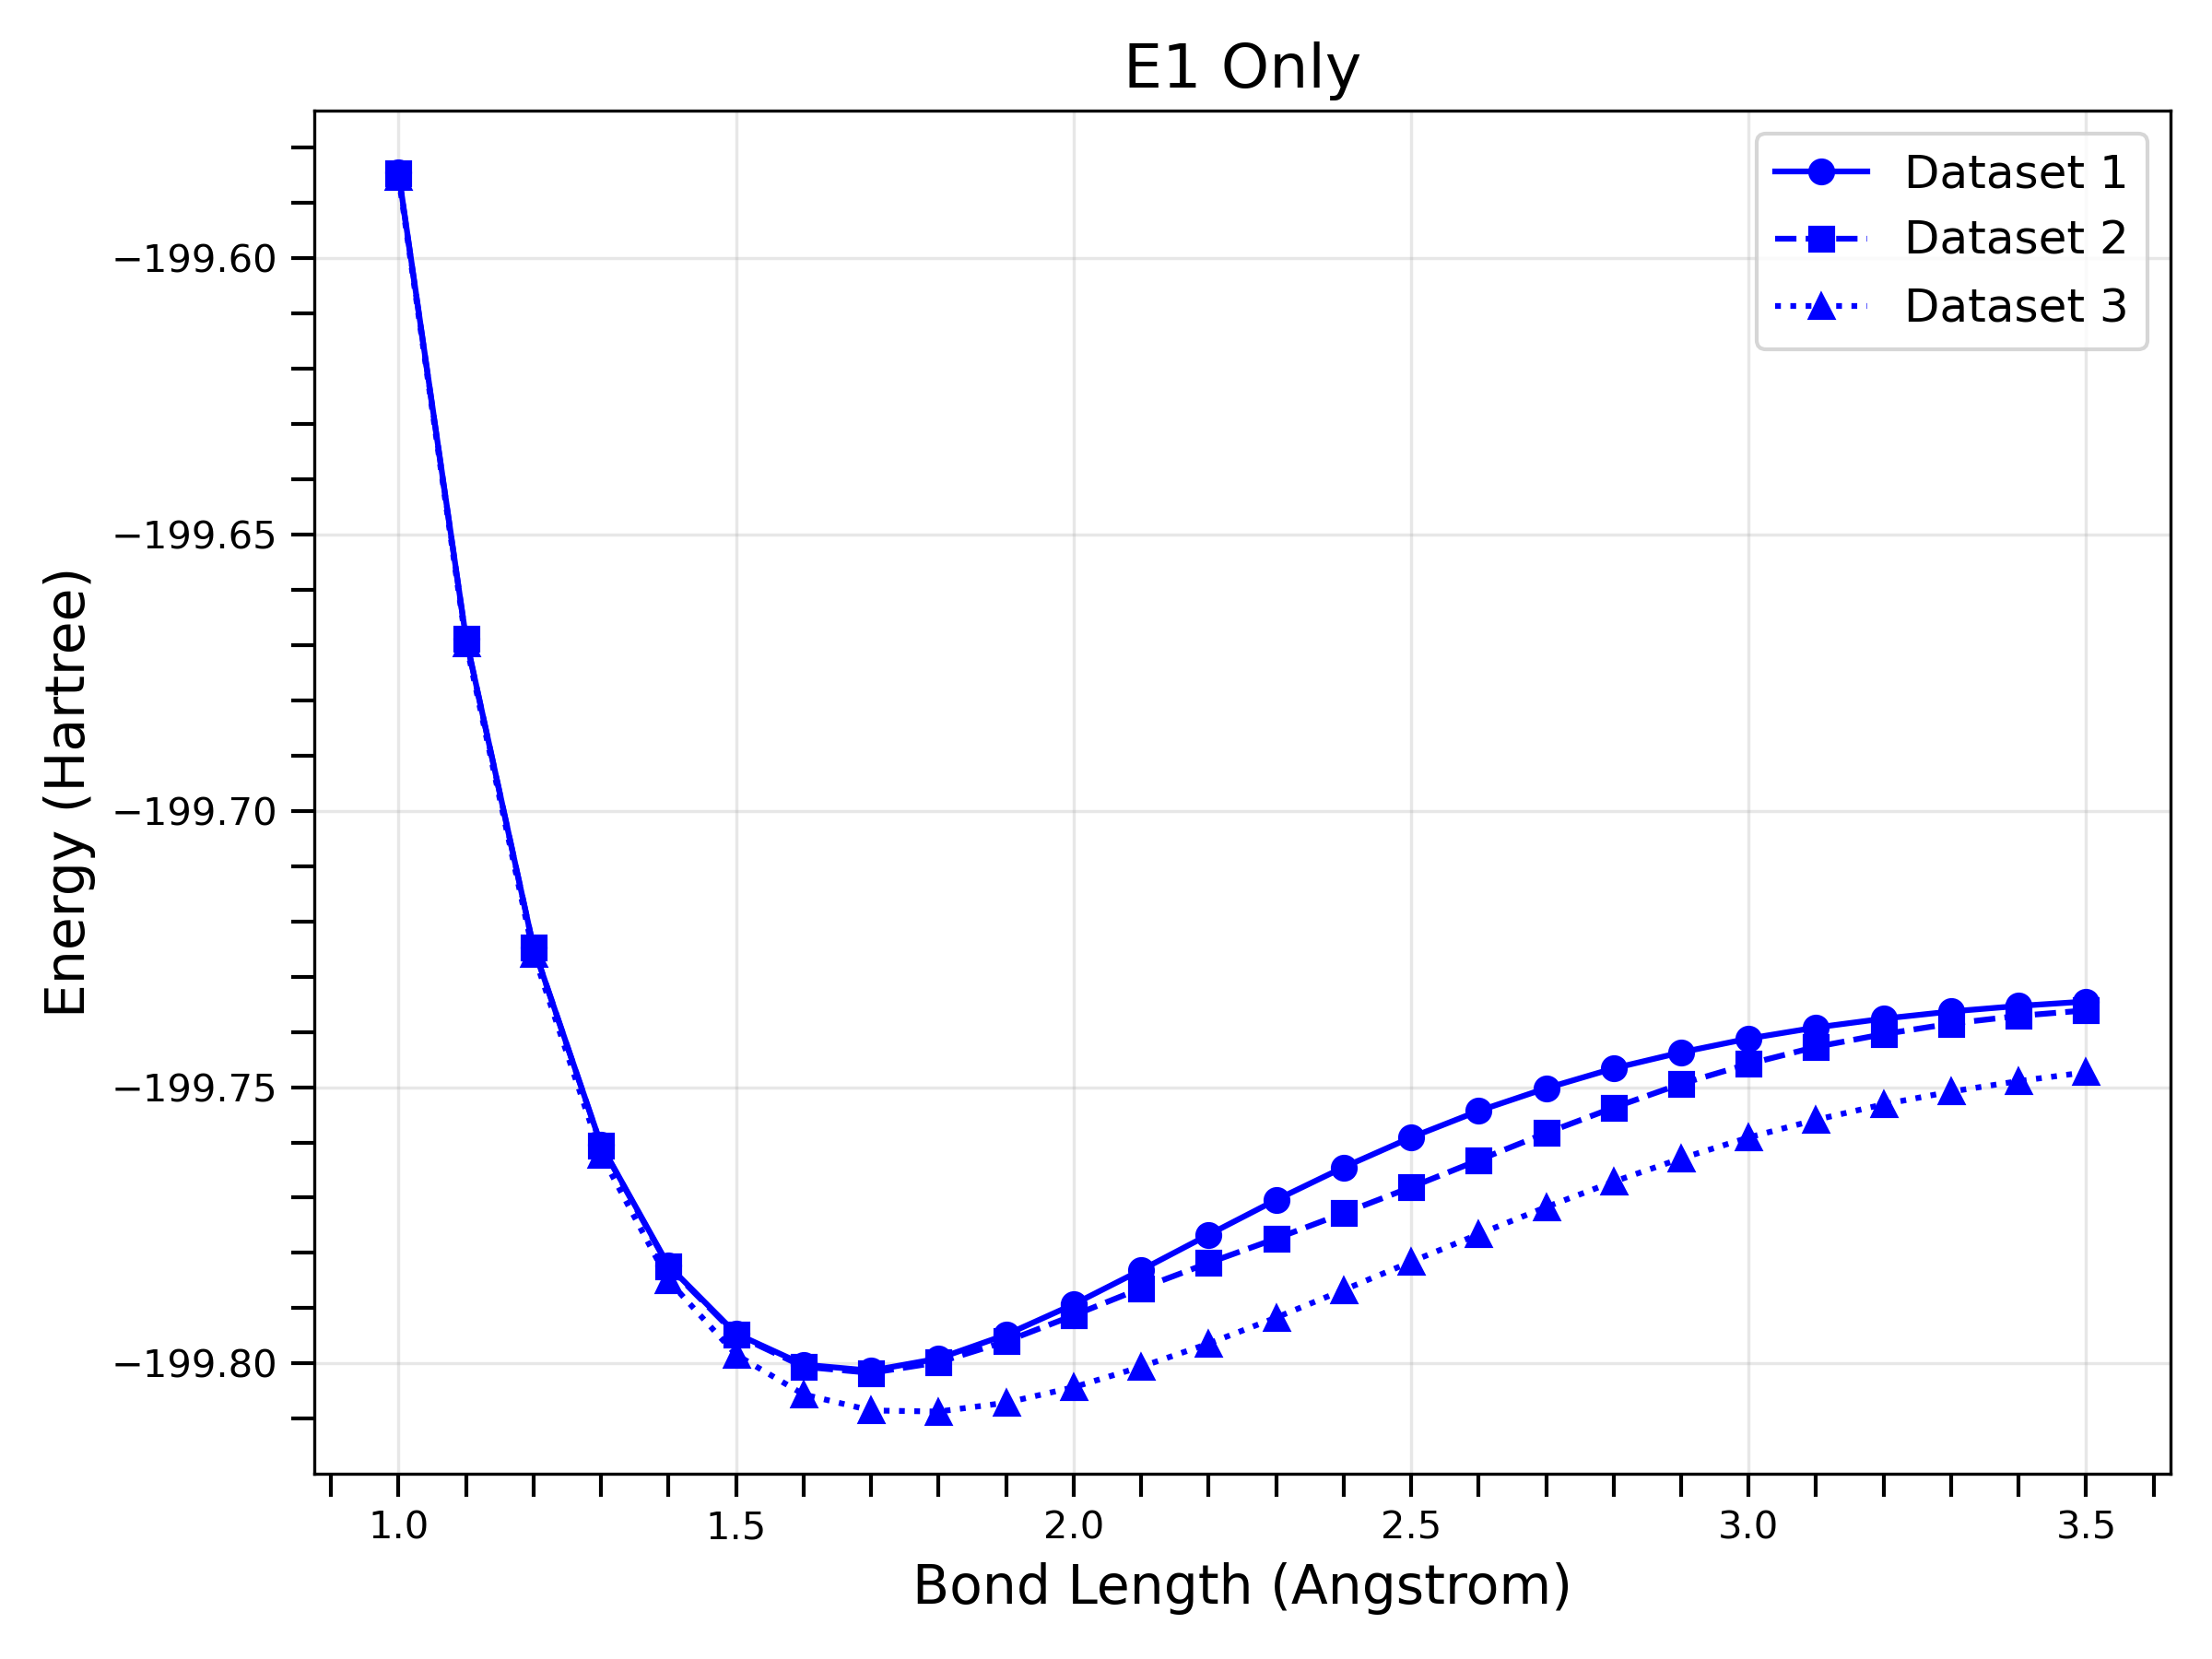 E1 Only
Dataset 1
Dataset 2
Dataset 3
Energy (Hartree)
−199.60
−199.65
−199.70
−199.75
−199.80
1.0 1.5 2.0 2.5 3.0 3.5
Bond Length (Angstrom)